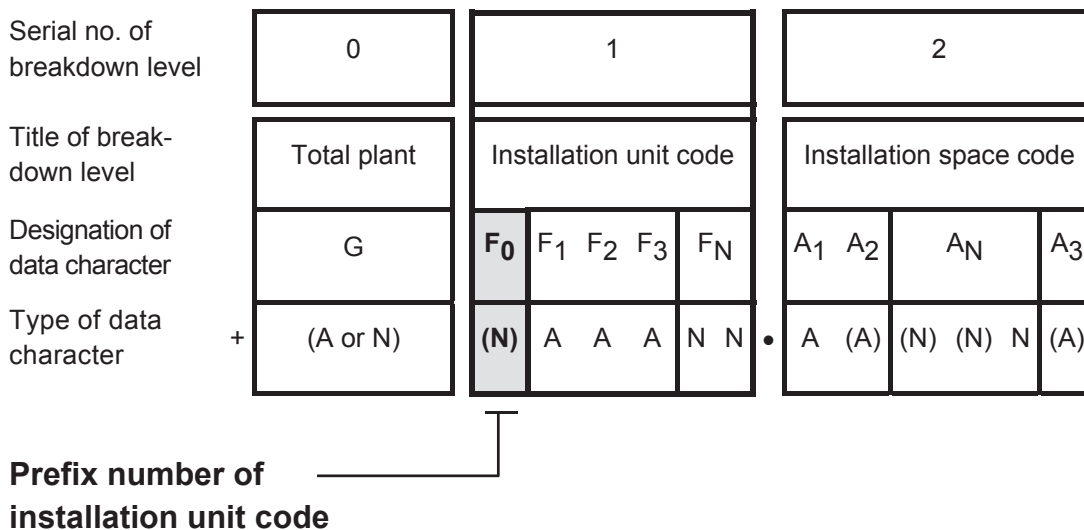 Serial no. of
breakdown level
0
1
2
Title of break-
down level
Total plant
Installation unit code
Installation space code
Designation of
data character
G
F0
F1 F2 F3
FN
A1 A2
AN
A3
Type of data
character
+
(A or N)
(N)
A A A
N N
•
A (A)
(N) (N) N
(A)
Prefix number of
installation unit code